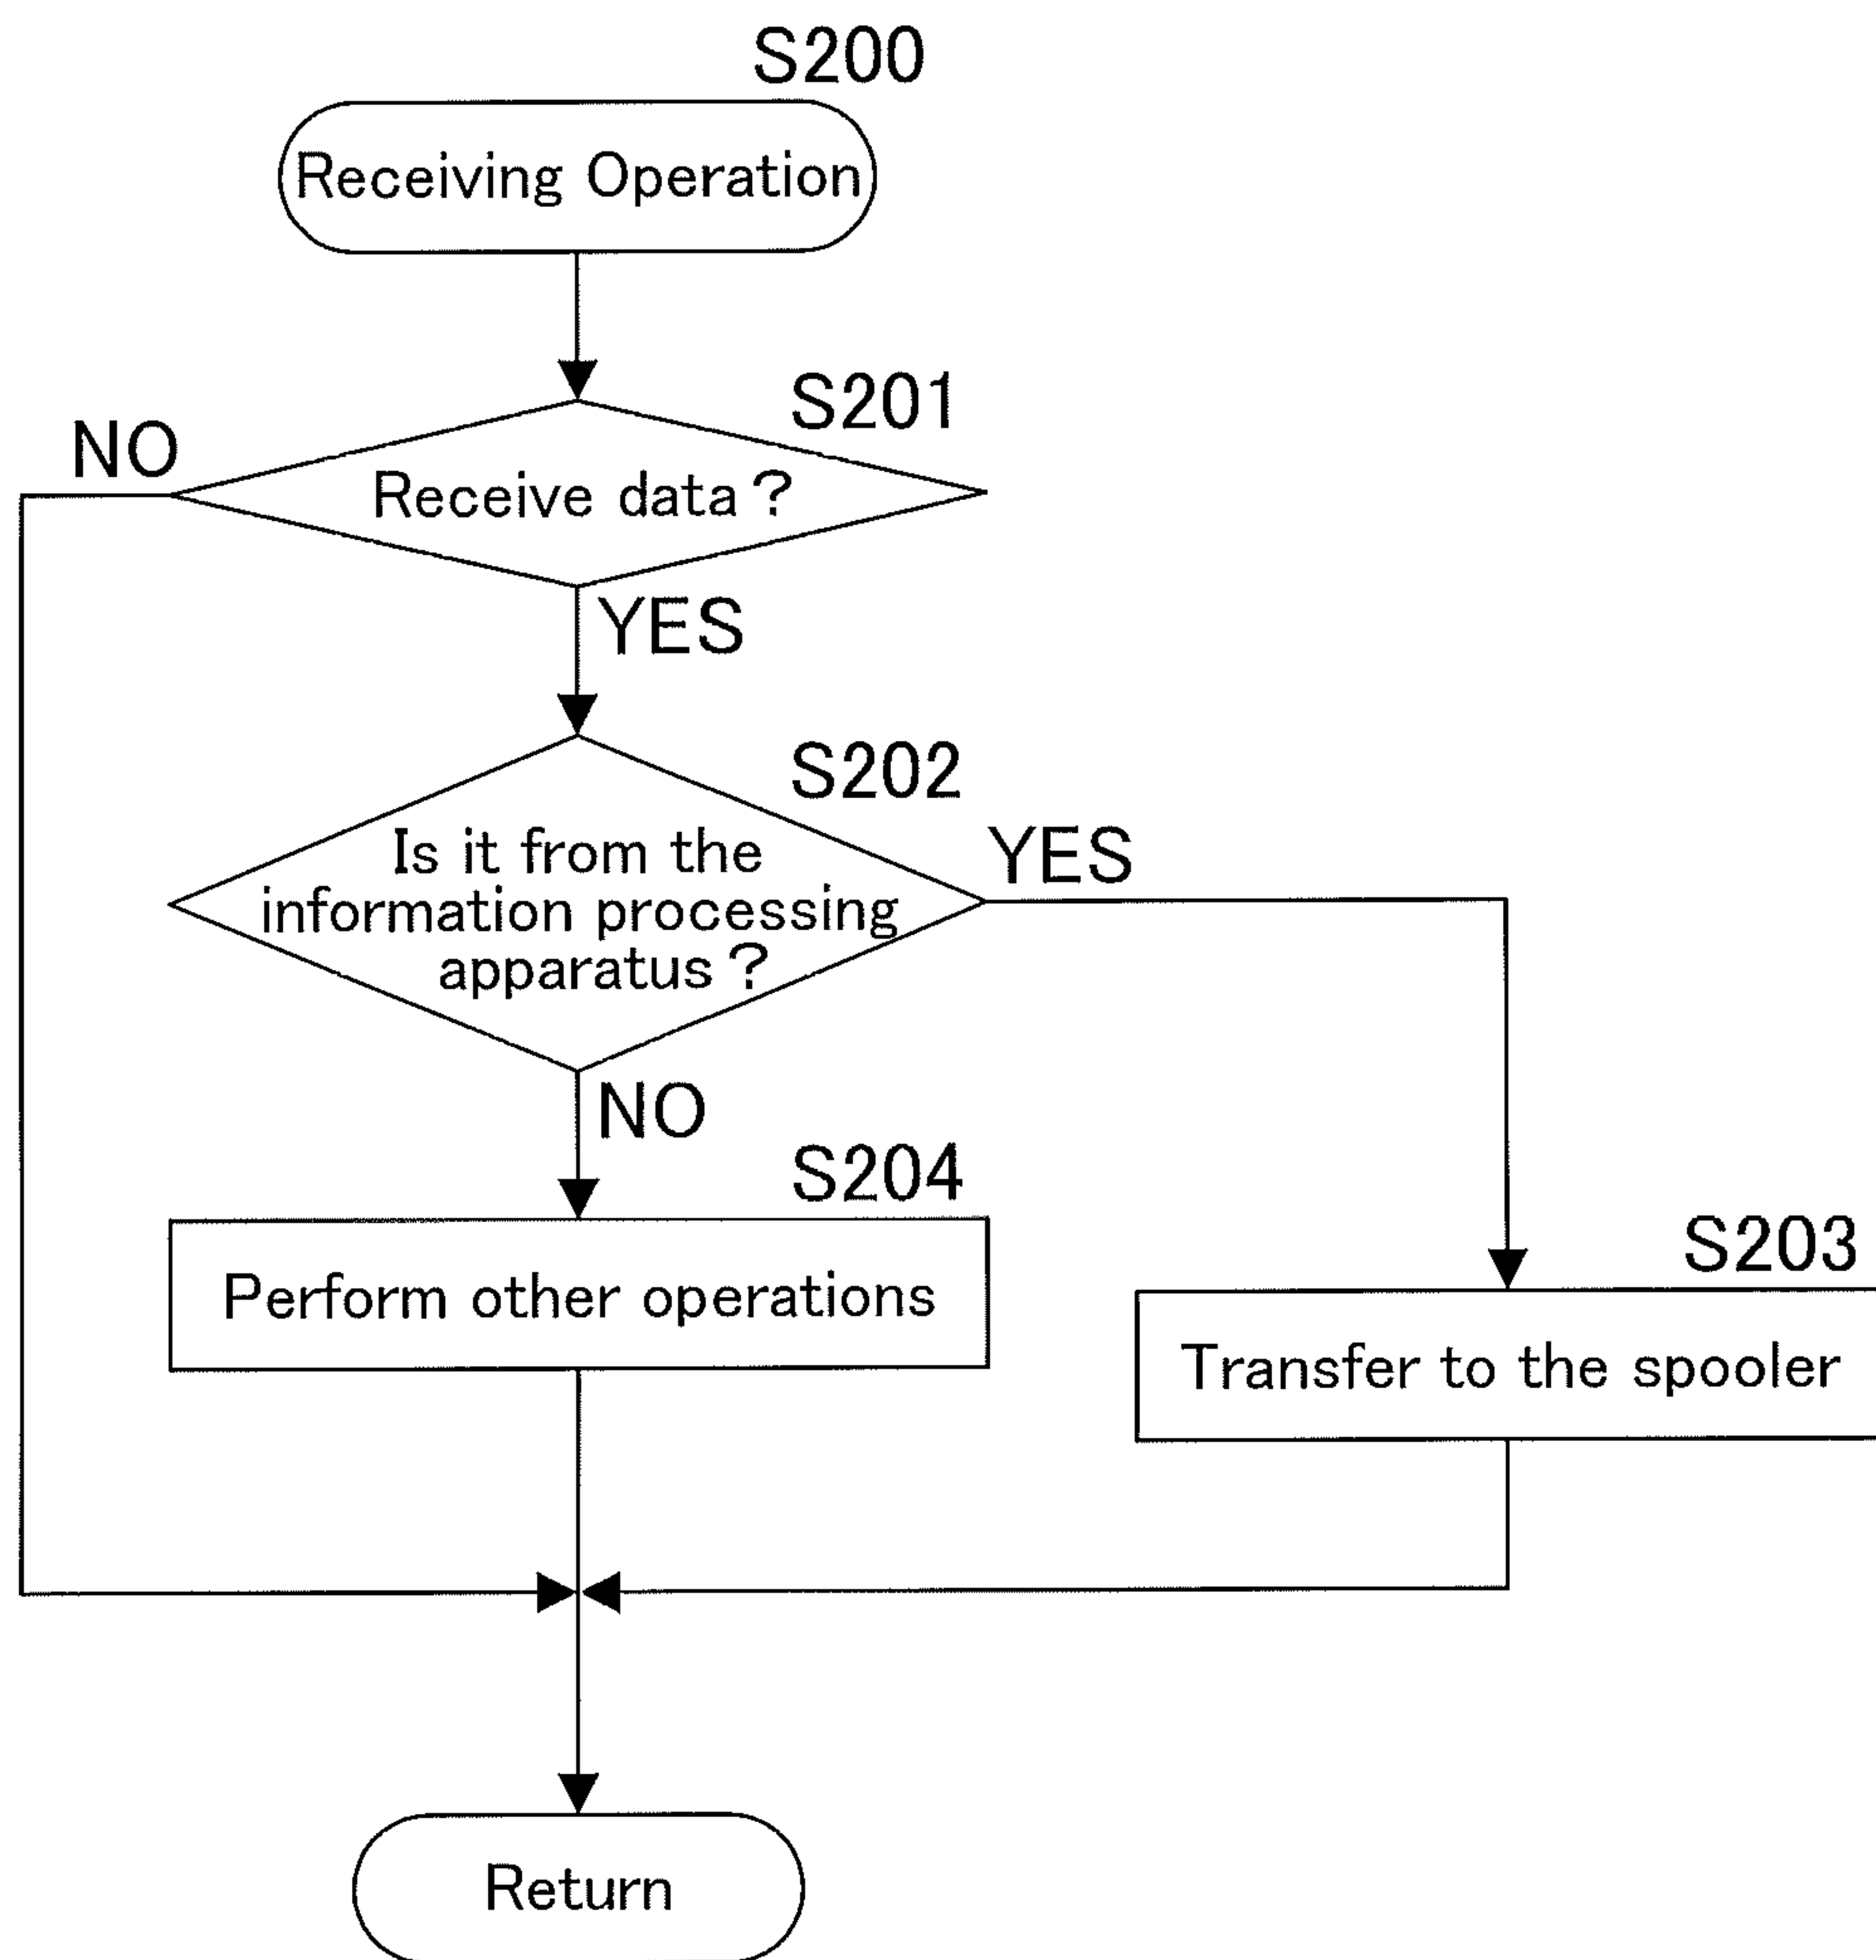 S200
Receiving Operation
S201
NO
Receive data ?
YES
S202
Is it from the
YES
information processing
apparatus ?
NO
S204
S203
Perform other operations
Transfer to the spooler
Return